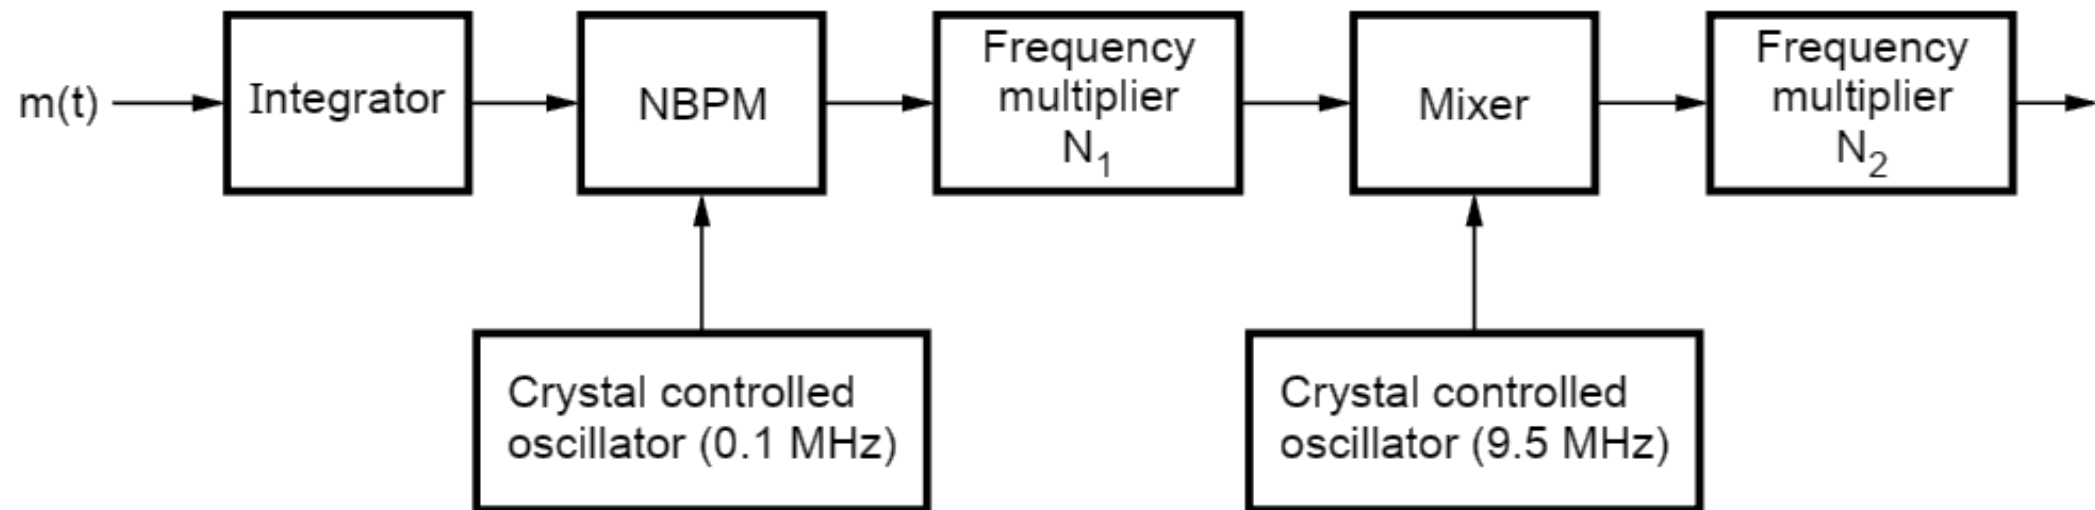 m(t)
Integrator
NBPM
Frequency
multiplier
N₁
Mixer
Frequency
multiplier
N₂
Crystal controlled
oscillator (0.1 MHz)
Crystal controlled
oscillator (9.5 MHz)